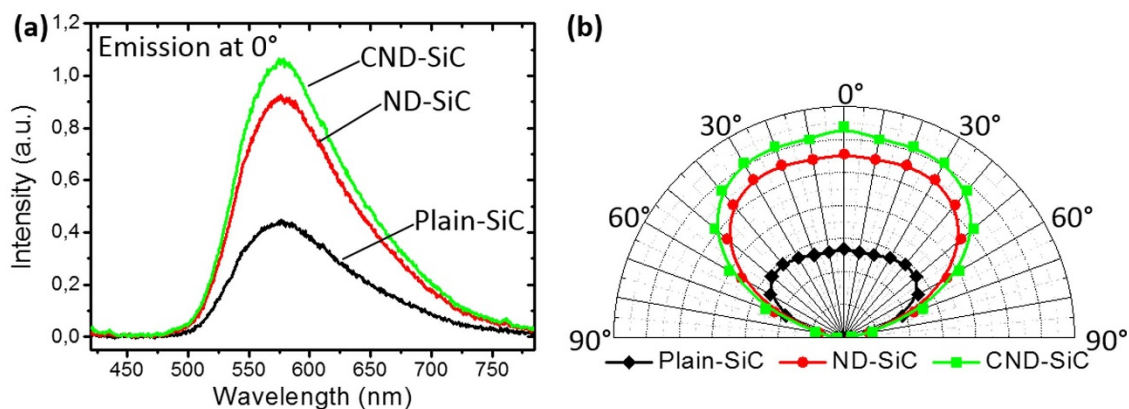 (a)
Emission at 0°
CND-SiC
ND-SiC
Plain-SiC
Intensity (a.u.)
1,2
1,0
0,8
0,6
0,4
0,2
0,0
450 500 550 600 650 700 750
Wavelength (nm)
(b)
0°
30° 30°
60° 60°
90° 90°
Plain-SiC ND-SiC CND-SiC